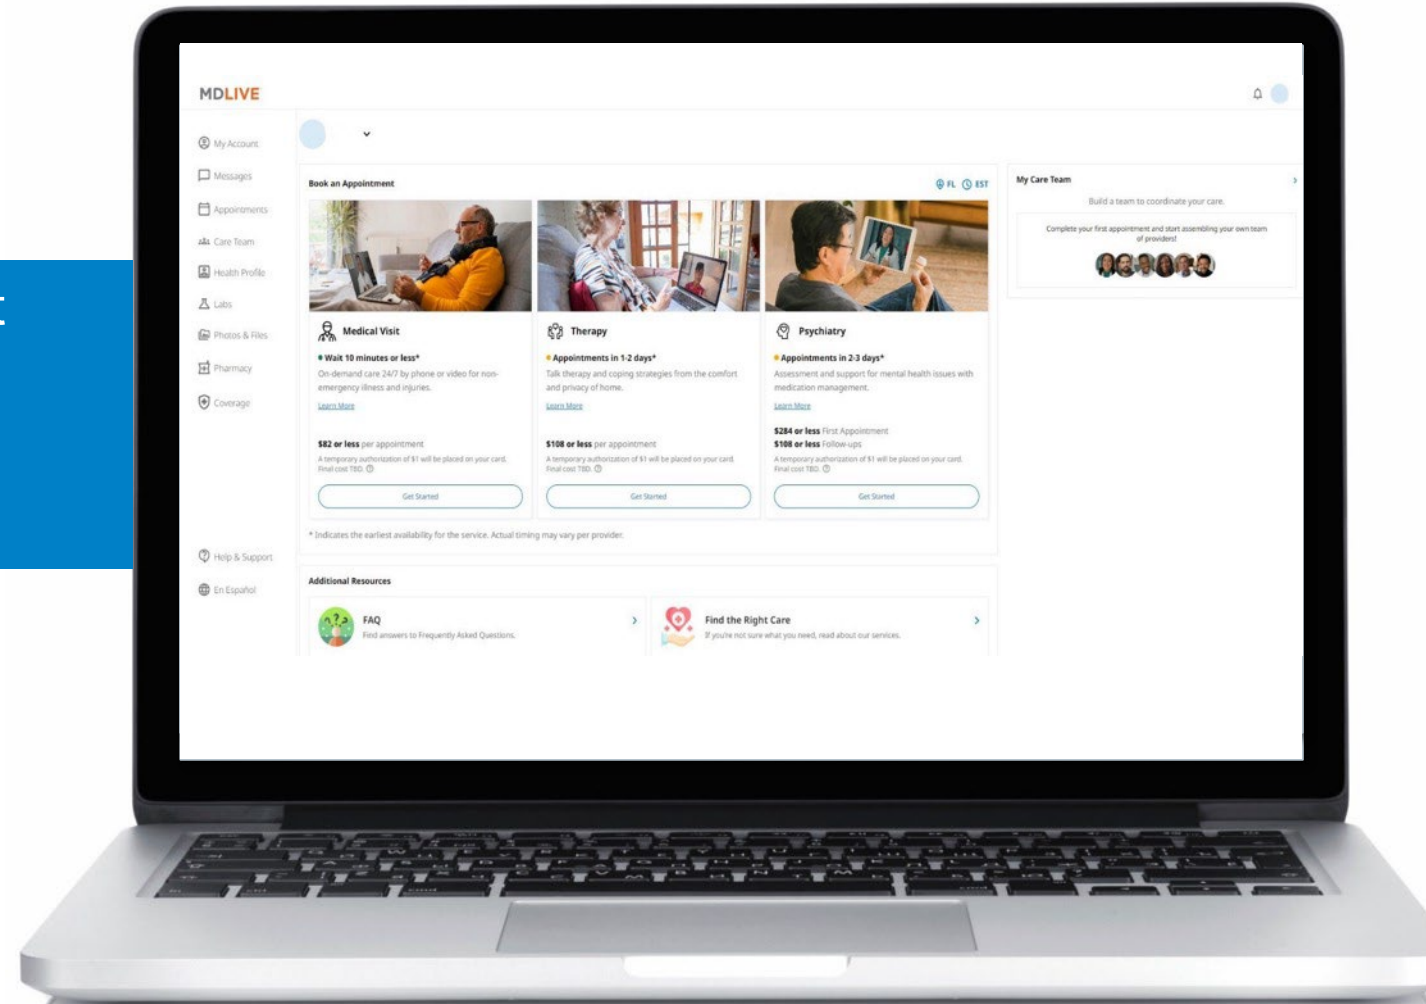 t
MDLIVE
My Account
Messages
Appointments
Care Team
Health Profile
Labs
Photos & Files
Pharmacy
Coverage
Help & Support
En Español
Book an Appointment
FL EST
Medical Visit
Wait 10 minutes or less*
On-demand care 24/7 by phone or video for non-
emergency illness and injuries.
Learn More
$82 or less per appointment
A temporary authorization of $1 will be placed on your card.
Final cost TBD.
Get Started
Therapy
Appointments in 1-2 days*
Talk therapy and coping strategies from the comfort
and privacy of home.
Learn More
$108 or less per appointment
A temporary authorization of $1 will be placed on your card.
Final cost TBD.
Get Started
Psychiatry
Appointments in 2-3 days*
Assessment and support for mental health issues with
medication management.
Learn More
$284 or less First Appointment
$108 or less Follow-ups
A temporary authorization of $1 will be placed on your card.
Final cost TBD.
Get Started
* Indicates the earliest availability for the service. Actual timing may vary per provider.
Additional Resources
FAQ
Find answers to Frequently Asked Questions.
Find the Right Care
If you're not sure what you need, read about our services.
My Care Team
Build a team to coordinate your care.
Complete your first appointment and start assembling your own team
of providers!